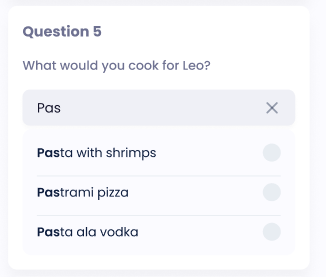 Question 5
What would you cook for Leo?
Pas
Pasta with shrimps
Pastrami pizza
Pasta ala vodka